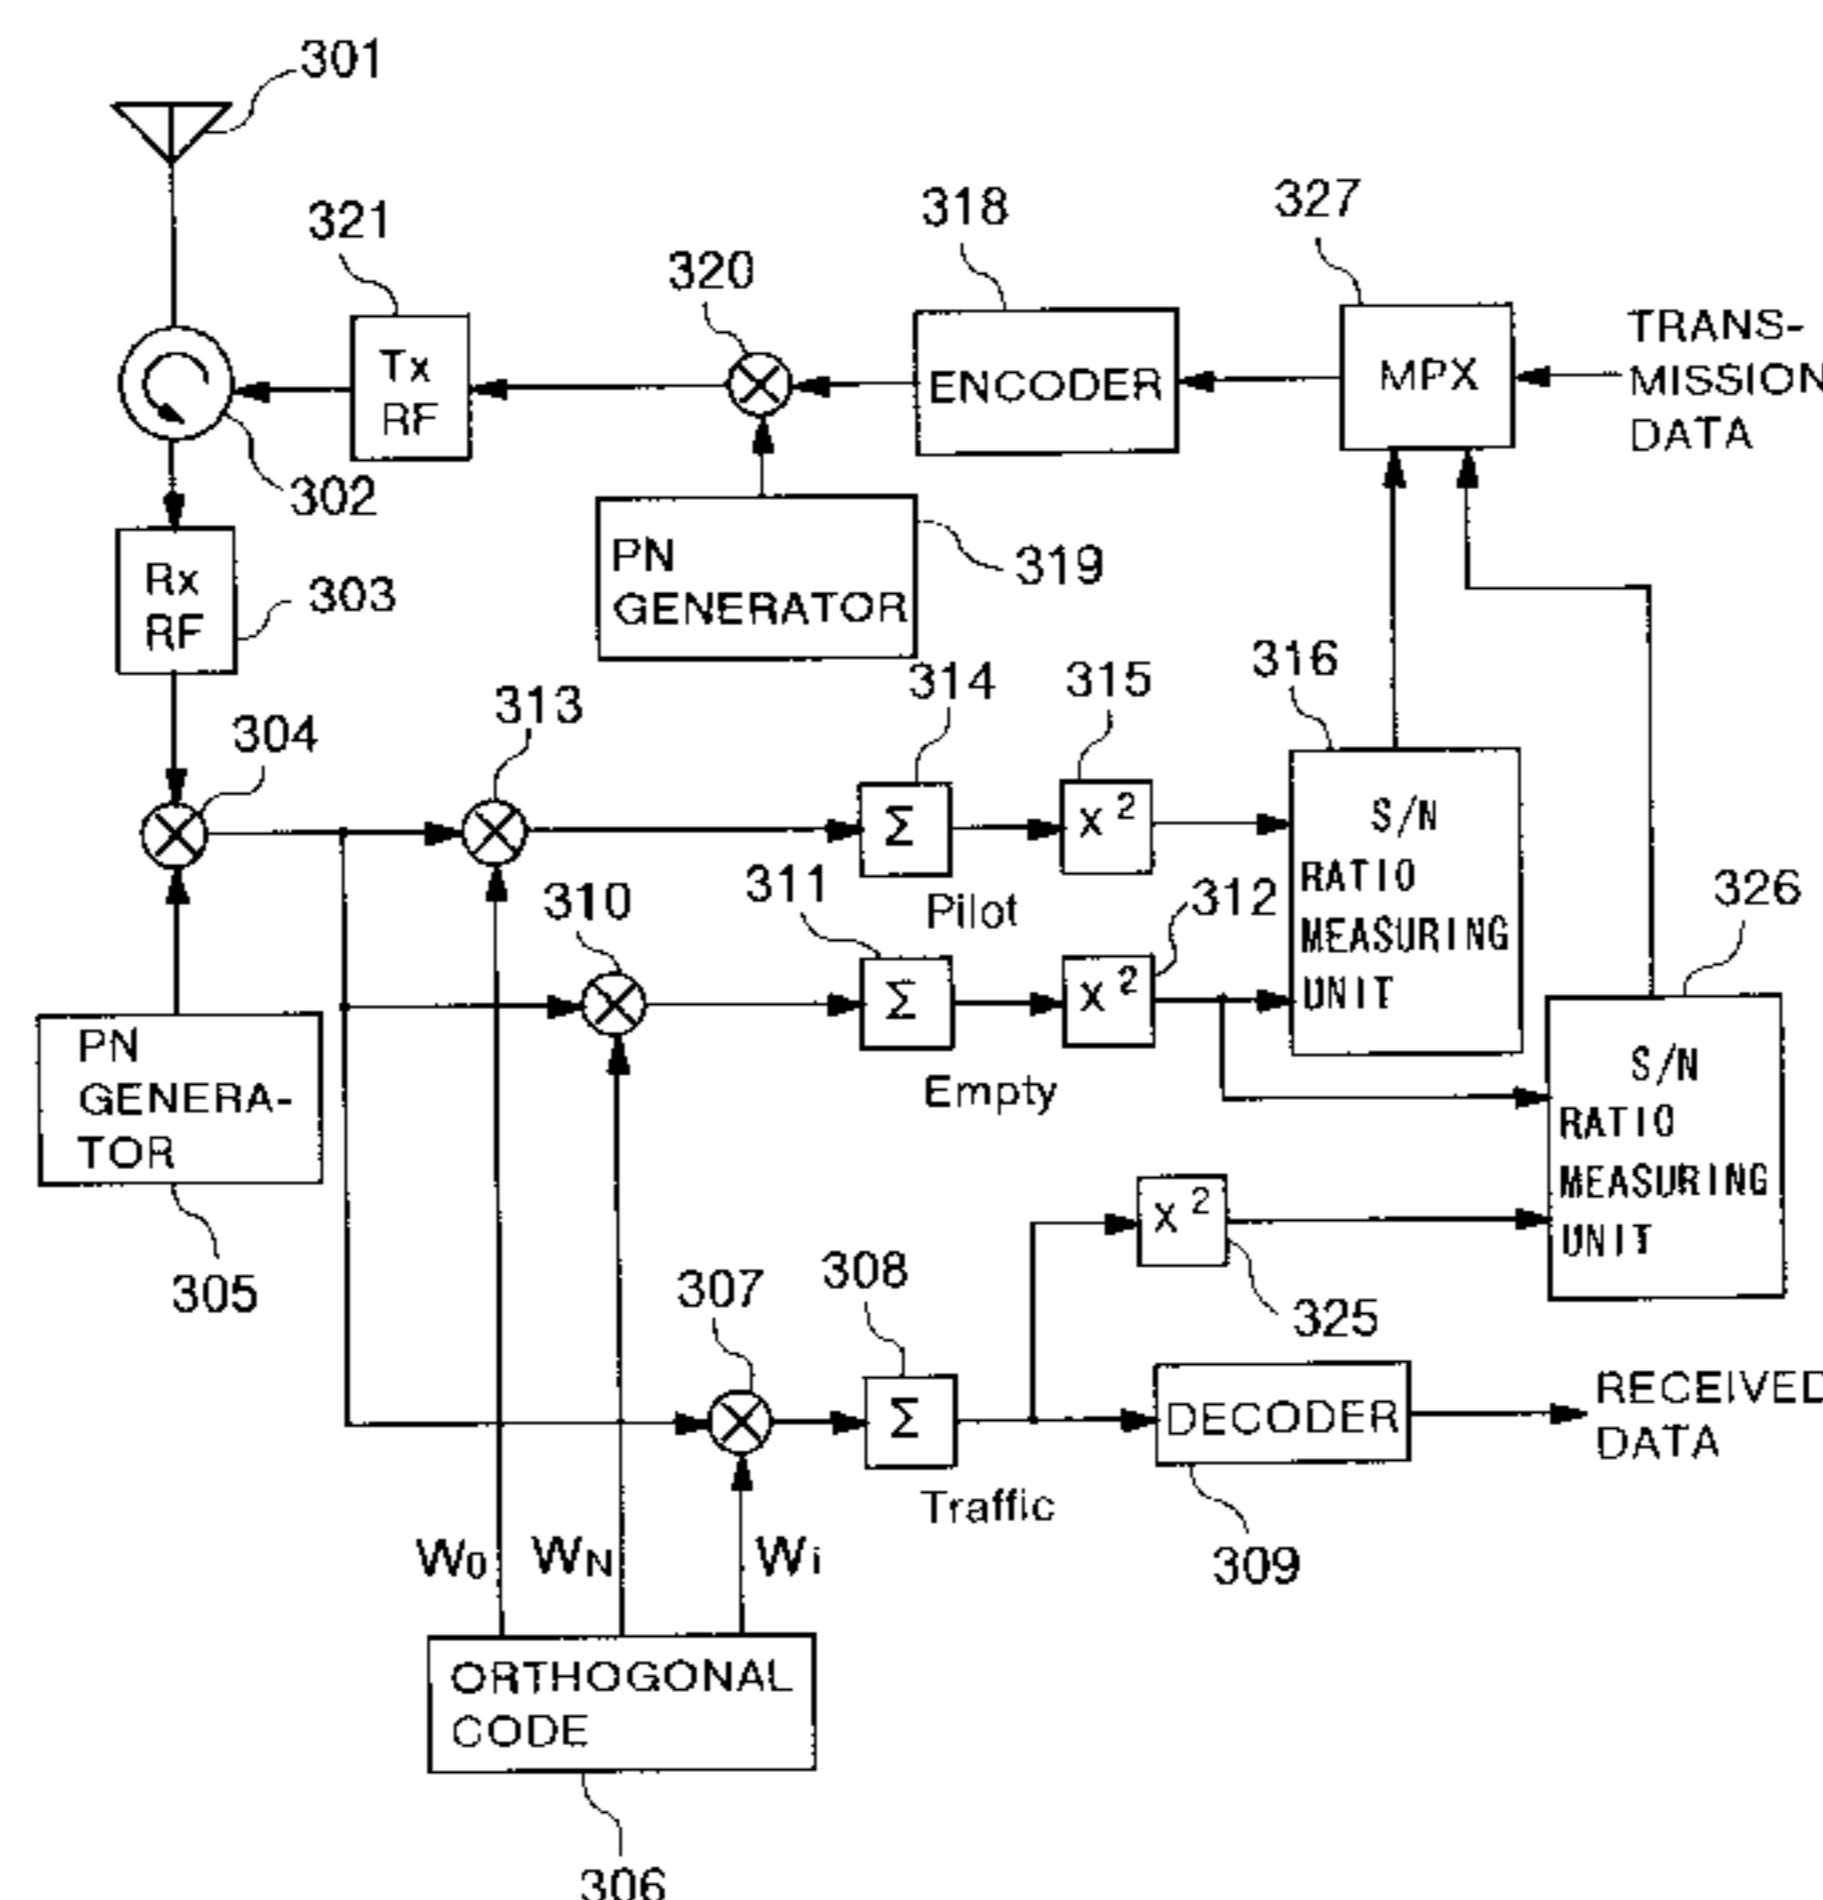 301
321
320
318
327
Tx
RF
ENCODER
MPX
TRANS-
MISSION
DATA
302
PN
GENERATOR
319
Rx
RF
303
304
313
314
315
316
Σ
X²
S/N
RATIO
MEASURING
UNIT
Pilot
310
311
312
326
Σ
X²
Empty
PN
GENERA-
TOR
305
S/N
RATIO
MEASURING
UNIT
X²
325
307
308
Σ
DECODER
RECEIVED
DATA
Traffic
309
W₀ W_N Wi
ORTHOGONAL
CODE
306